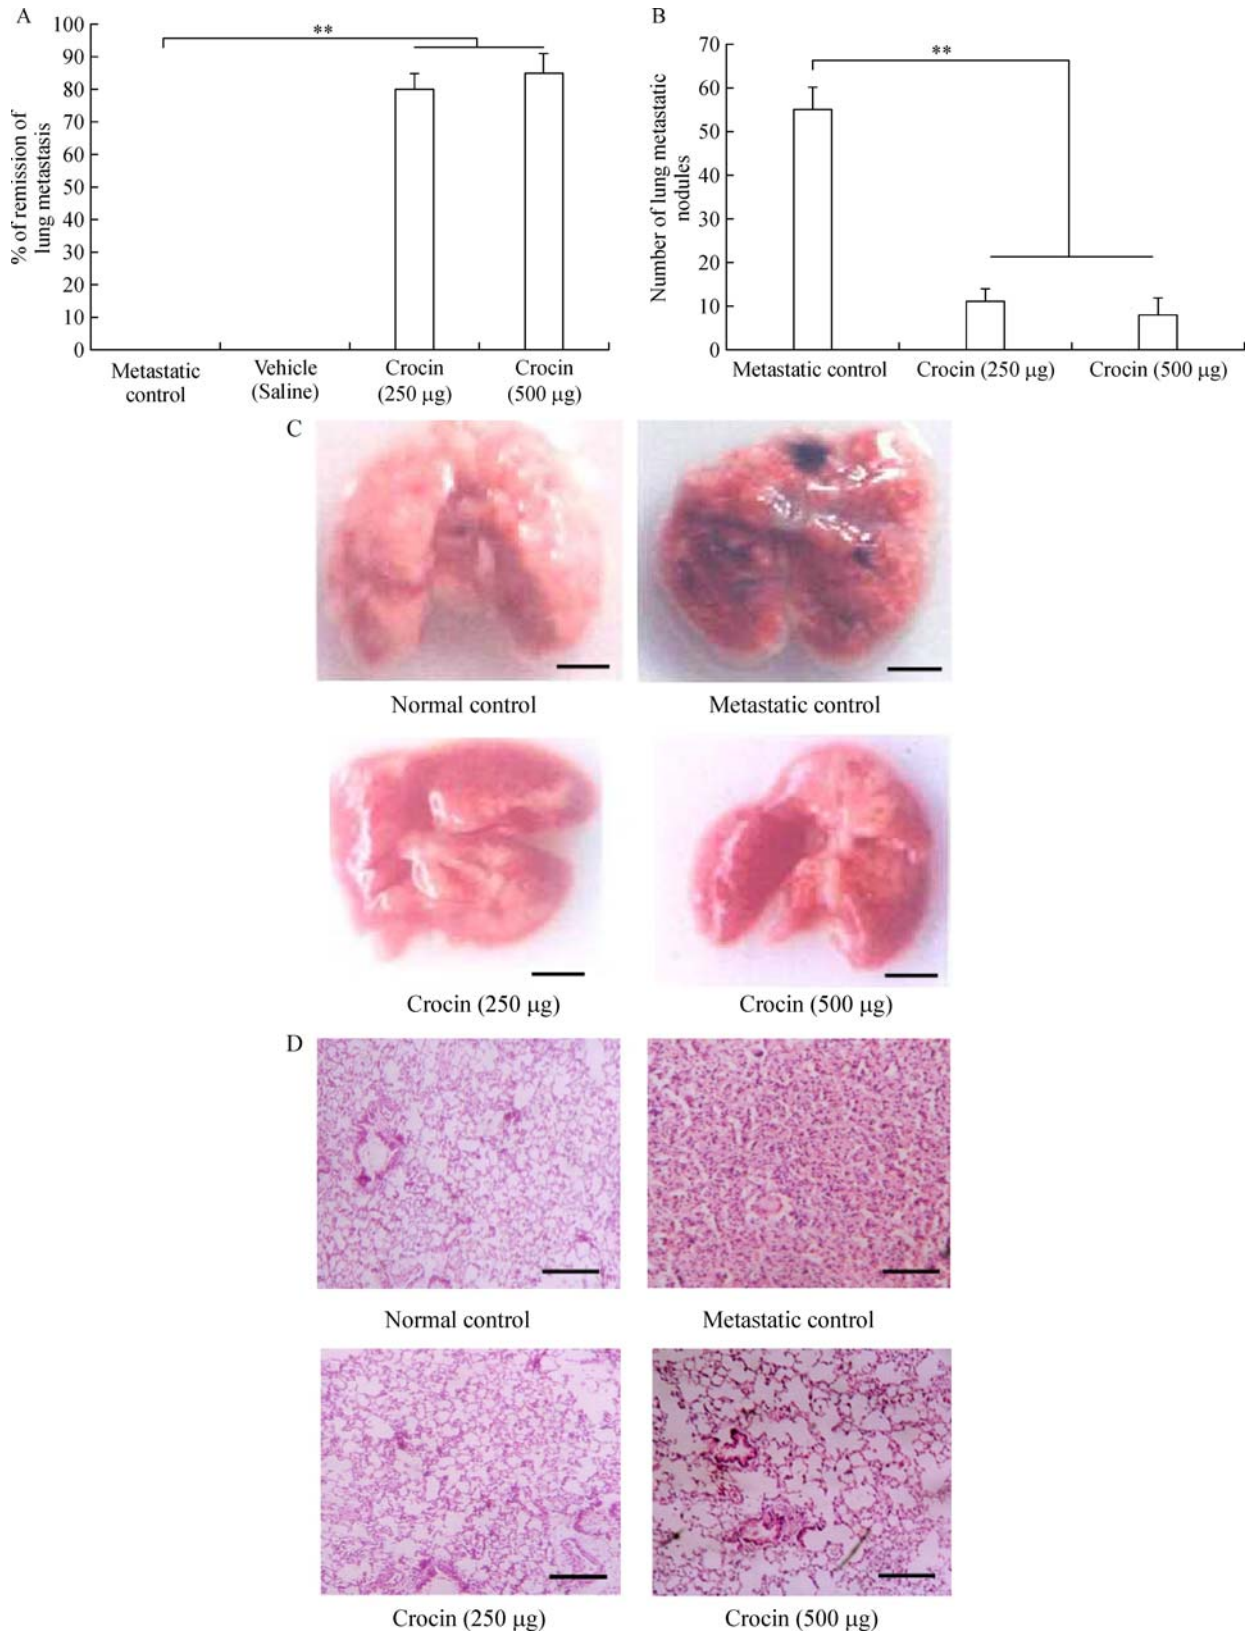 A
100
90
80
70
60
50
40
30
20
10
0
% of remission of
lung metastasis
**
Metastatic
control
Vehicle
(Saline)
Crocin
(250 μg)
Crocin
(500 μg)
B
70
60
50
40
30
20
10
0
Number of lung metastatic
nodules
**
Metastatic control
Crocin (250 μg)
Crocin (500 μg)
C
Normal control
Metastatic control
Crocin (250 μg)
Crocin (500 μg)
D
Normal control
Metastatic control
Crocin (250 μg)
Crocin (500 μg)